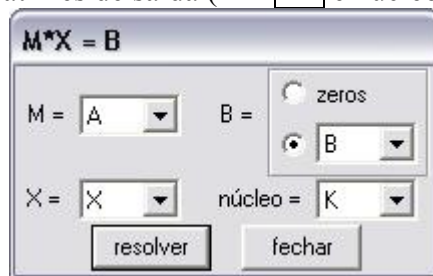 M*X = B
zeros
M = A B =
B
X = X núcleo = K
resolver fechar